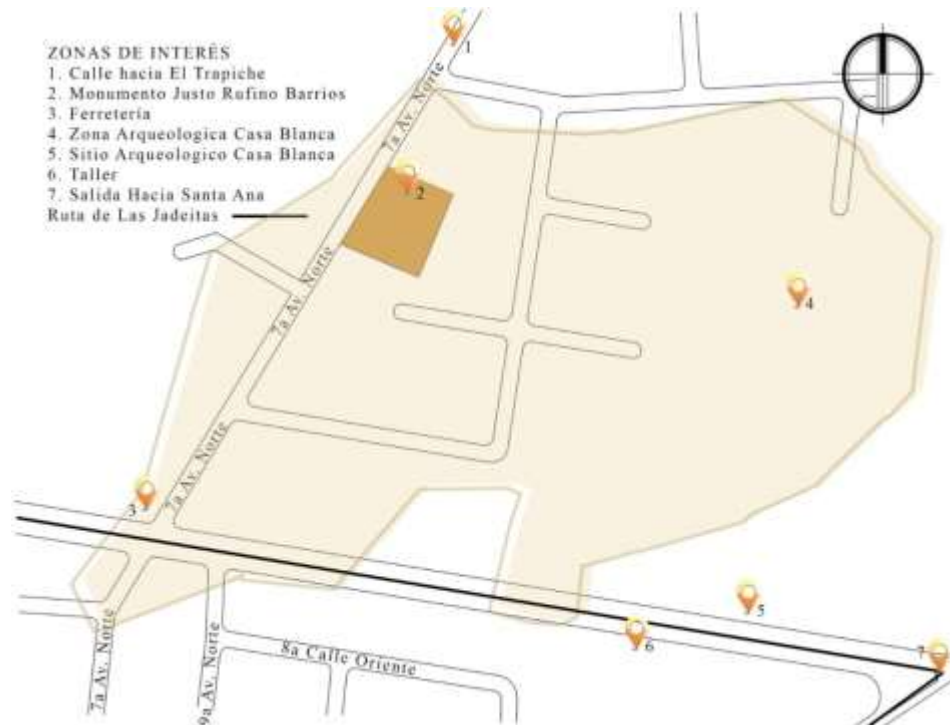 ZONAS DE INTERÉS
1. Calle hacia El Trapiche
2. Monumento Justo Rufino Barrios
3. Ferretería
4. Zona Arqueologica Casa Blanca
5. Sitio Arqueologico Casa Blanca
6. Taller
7. Salida Hacia Santa Ana
Ruta de Las Jadeitas
1
7a Av. Norte
2
4
7a Av. Norte
7a Av. Norte
3
5
6
7
7a Av. Norte
9a Av. Norte
8a Calle Oriente